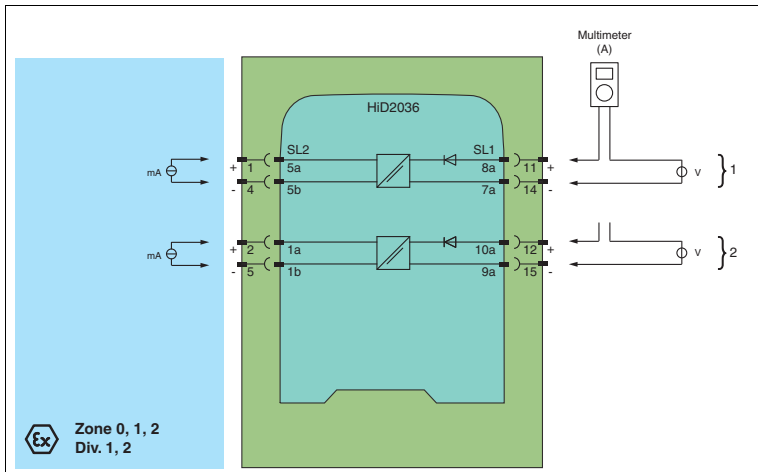 Multimeter
(A)
HiD2036
SL2 SL1
mA + 1 5a 8a 11 + V } 1
- 4 5b 7a 14 -
mA + 2 1a 10a 12 + V } 2
- 5 1b 9a 15 -
Ex Zone 0, 1, 2
Div. 1, 2